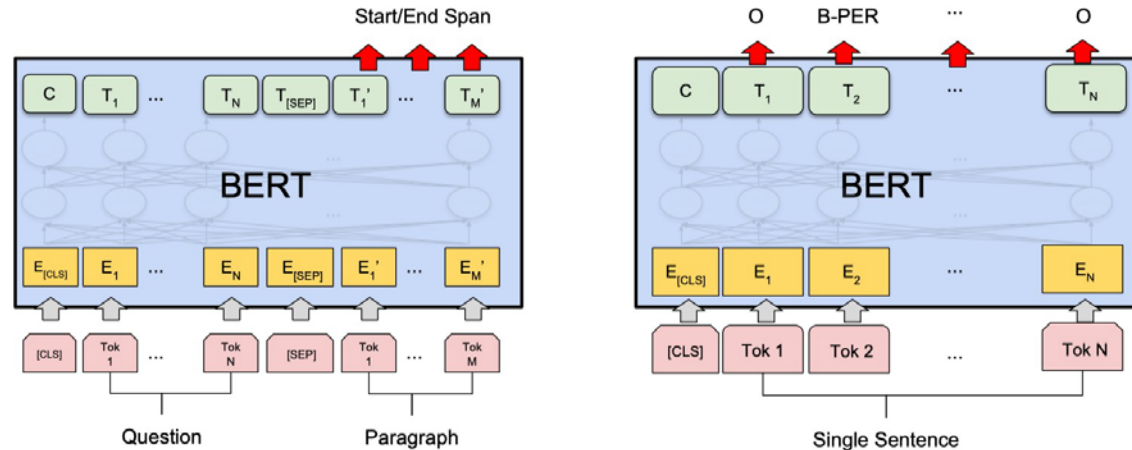 Start/End Span
C T1 ... TN T[SEP] T1' ... TM'
...
BERT
...
E[CLS] E1 ... EN E[SEP] E1' ... EM'
[CLS] Tok 1 ... Tok N [SEP] Tok 1 ... Tok M
Question Paragraph
O B-PER ... O
C T1 T2 ... TN
...
BERT
...
E[CLS] E1 E2 ... EN
[CLS] Tok 1 Tok 2 ... Tok N
Single Sentence